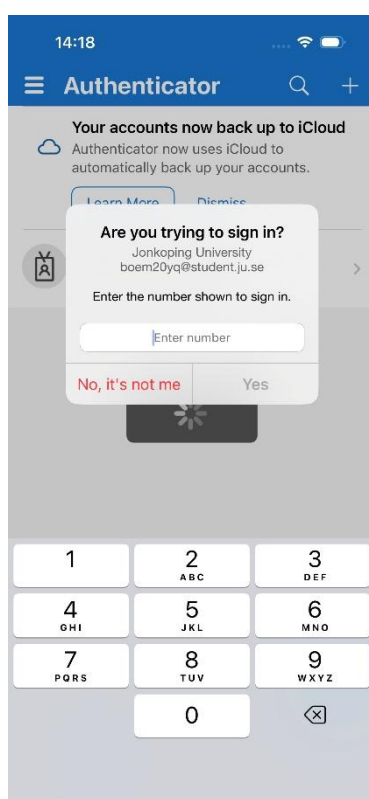 14:18
Authenticator
Your accounts now back up to iCloud
Authenticator now uses iCloud to
automatically back up your accounts.
Learn More Dismiss
Are you trying to sign in?
Jonkoping University
boem20yq@student.ju.se
Enter the number shown to sign in.
Enter number
No, it's not me Yes
1 2 3
ABC DEF
4 5 6
GHI JKL MNO
7 8 9
PQRS TUV WXYZ
0